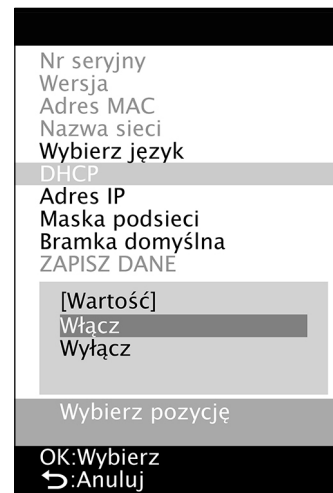 Nr seryjny
Wersja
Adres MAC
Nazwa sieci
Wybierz język
DHCP
Adres IP
Maska podsieci
Bramka domyślna
ZAPISZ DANE
[Wartość]
Włącz
Wyłącz
Wybierz pozycję
OK:Wybierz
⮌:Anuluj